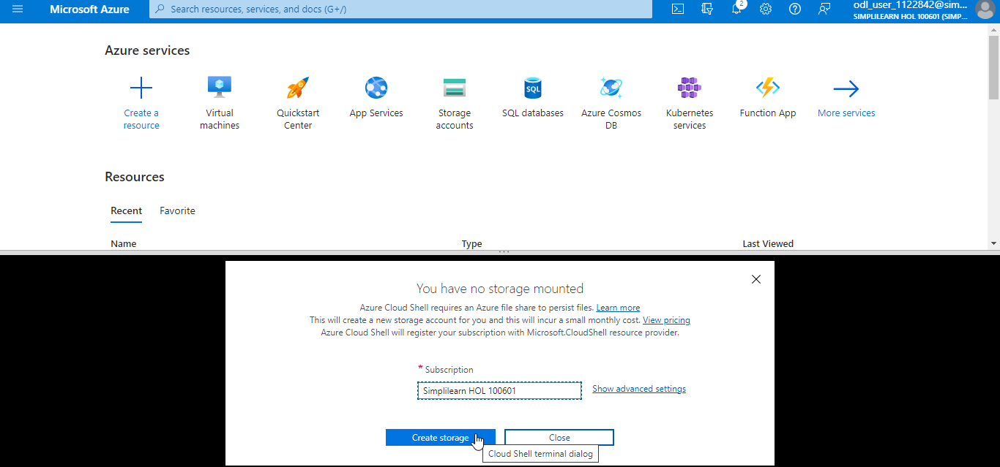 Microsoft Azure
Search resources, services, and docs (G+/)
2
odl_user_1122842@sim...
SIMPLILEARN HOL 100601 (SIMP...
Azure services
Create a resource
Virtual machines
Quickstart Center
App Services
Storage accounts
SQL
SQL databases
Azure Cosmos DB
Kubernetes services
Function App
More services
Resources
Recent
Favorite
Name
Type
Last Viewed
You have no storage mounted
Azure Cloud Shell requires an Azure file share to persist files. Learn more
This will create a new storage account for you and this will incur a small monthly cost. View pricing
Azure Cloud Shell will register your subscription with Microsoft.CloudShell resource provider.
* Subscription
Simplilearn HOL 100601
Show advanced settings
Create storage
Close
Cloud Shell terminal dialog